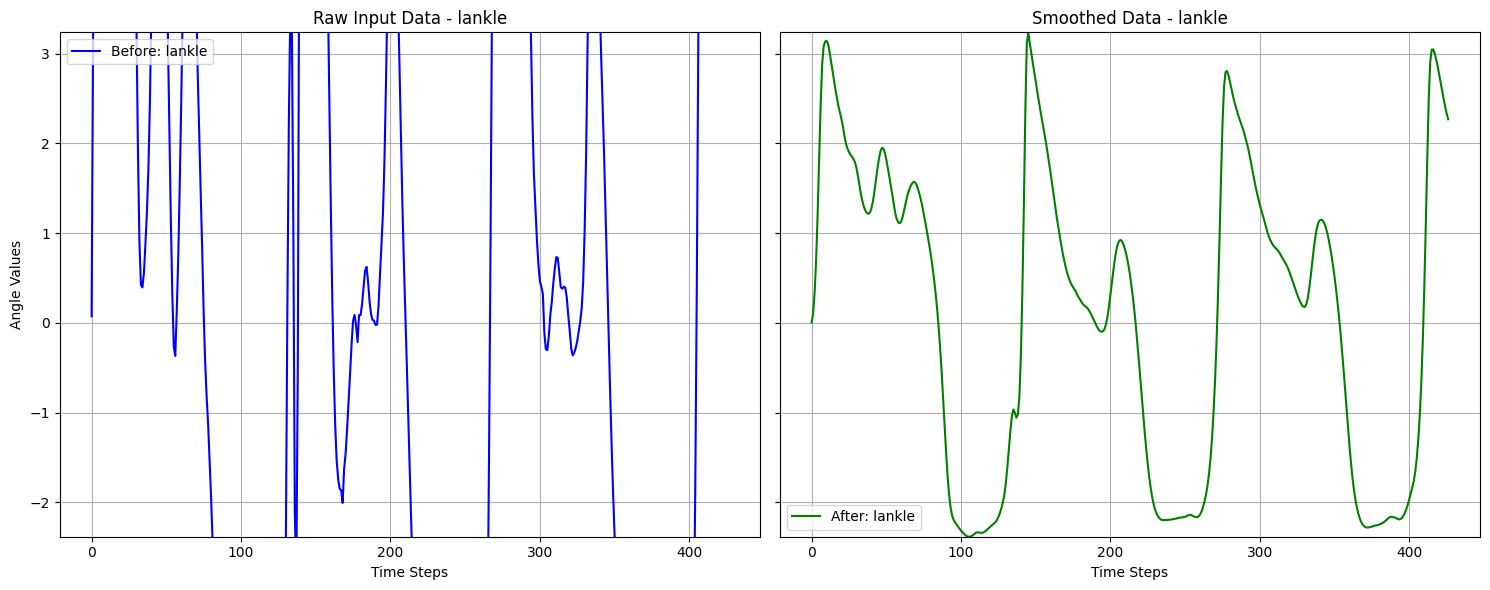 Raw Input Data - lankle
Before: lankle
Angle Values
3
2
1
0
−1
−2
0
100
200
300
400
Time Steps
Smoothed Data - lankle
After: lankle
0
100
200
300
400
Time Steps